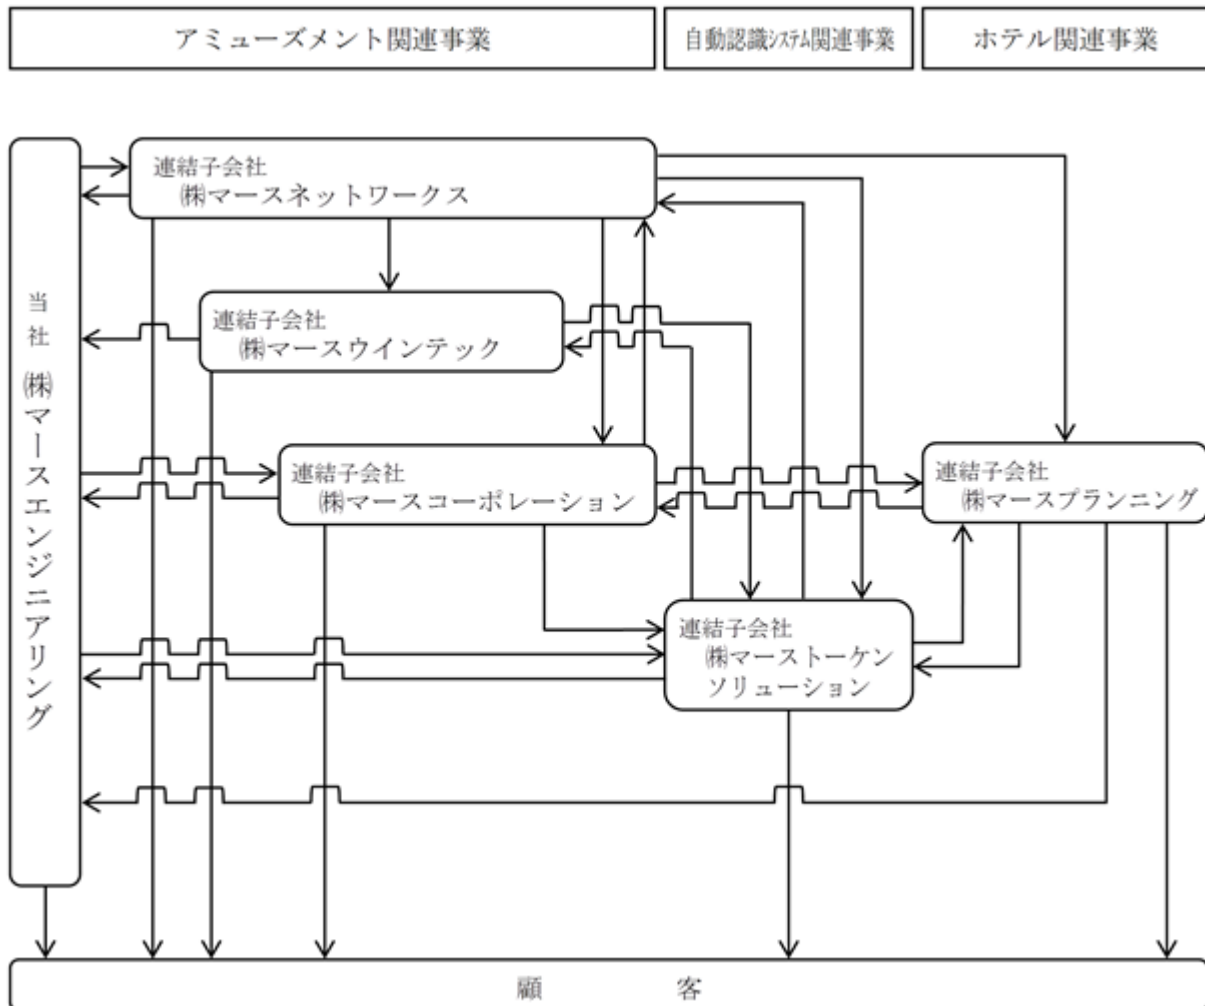 アミューズメント関連事業
自動認識システム関連事業
ホテル関連事業
当社 ㈱マースエンジニアリング
連結子会社
㈱マースネットワークス
連結子会社
㈱マースウインテック
連結子会社
㈱マースコーポレーション
連結子会社
㈱マースプランニング
連結子会社
㈱マーストーケン
ソリューション
顧客